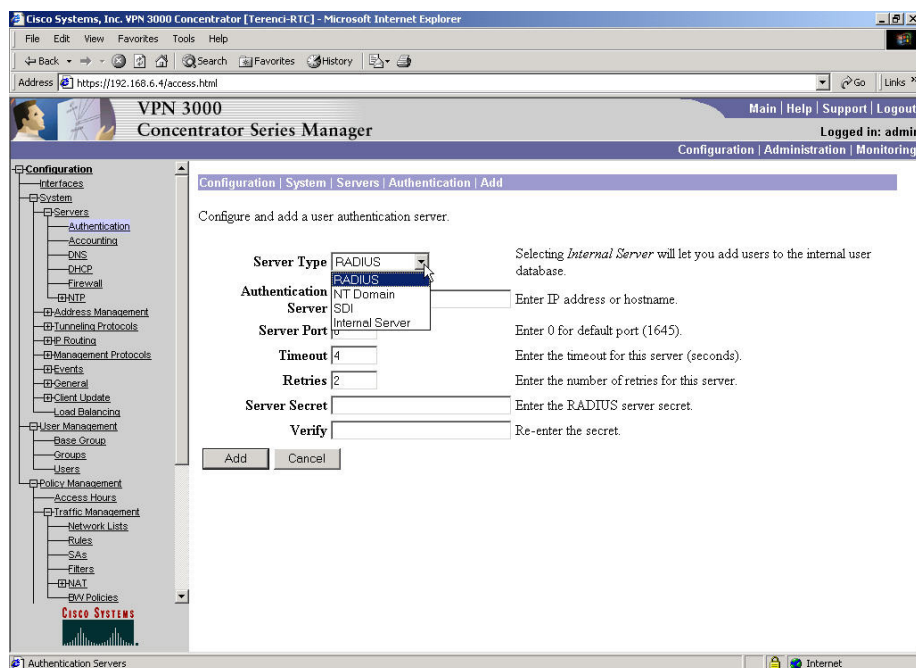 Cisco Systems, Inc. VPN 3000 Concentrator [Terenci-RTC] - Microsoft Internet Explorer
File Edit View Favorites Tools Help
Back Search Favorites History
Address https://192.168.6.4/access.html Go Links »
VPN 3000
Concentrator Series Manager
Main | Help | Support | Logout
Logged in: admin
Configuration | Administration | Monitoring
Configuration
Interfaces
System
Servers
Authentication
Accounting
DNS
DHCP
Firewall
NTP
Address Management
Tunneling Protocols
IP Routing
Management Protocols
Events
General
Client Update
Load Balancing
User Management
Base Group
Groups
Users
Policy Management
Access Hours
Traffic Management
Network Lists
Rules
SAs
Filters
NAT
BW Policies
CISCO SYSTEMS
Configuration | System | Servers | Authentication | Add
Configure and add a user authentication server.
Server Type RADIUS
Selecting Internal Server will let you add users to the internal user
database.
RADIUS
NT Domain
SDI
Internal Server
Authentication
Server
Enter IP address or hostname.
Server Port Enter 0 for default port (1645).
Timeout 4 Enter the timeout for this server (seconds).
Retries 2 Enter the number of retries for this server.
Server Secret Enter the RADIUS server secret.
Verify Re-enter the secret.
Add Cancel
Authentication Servers Internet